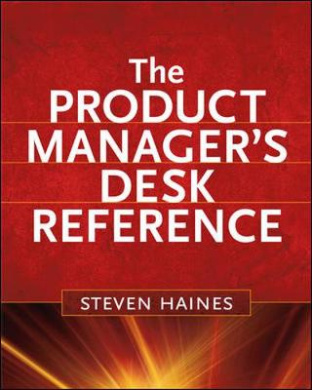 The
PRODUCT
MANAGER'S
DESK
REFERENCE
STEVEN HAINES